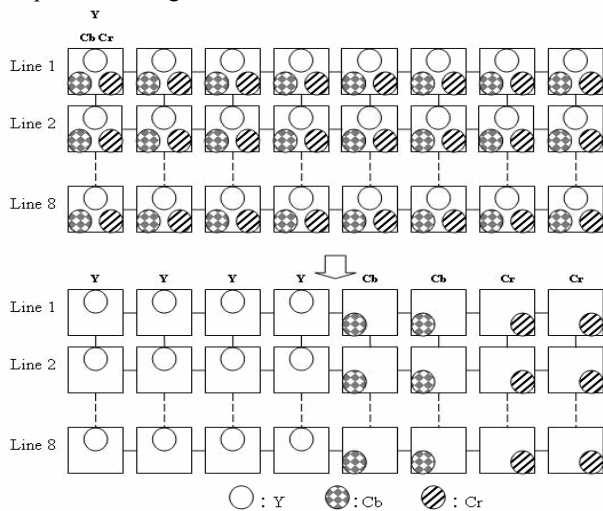 Y
Cb Cr
Line 1
Line 2
Line 8
Y Y Y Y Cb Cb Cr Cr
Line 1
Line 2
Line 8
: Y : Cb : Cr